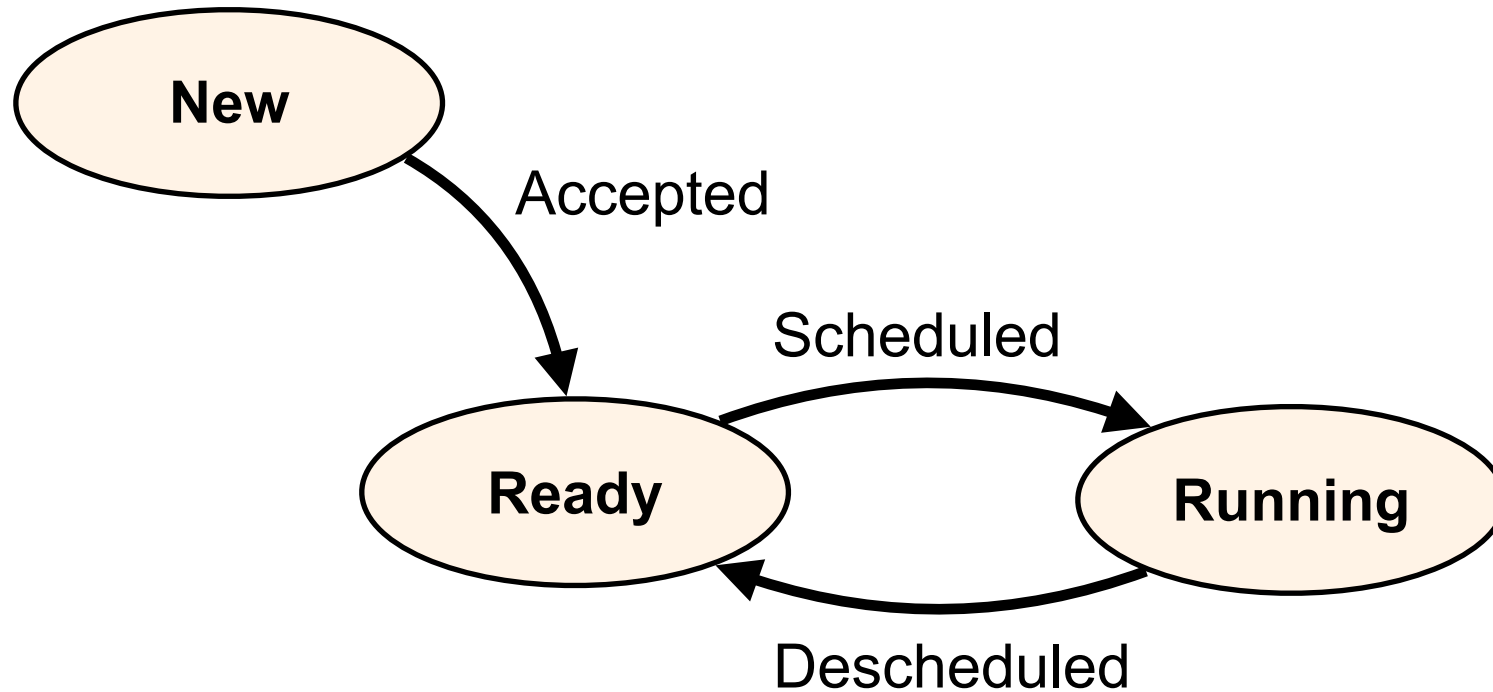 New
Accepted
Scheduled
Ready
Running
Descheduled